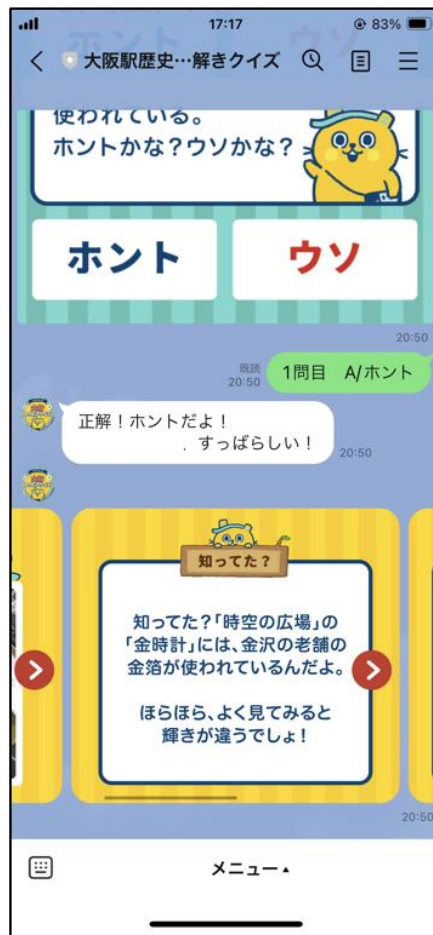 17:17
83%
大阪駅歴史…解きクイズ
使われている。
ホントかな？ウソかな？
ホント
ウソ
20:50
既読
20:50
1問目　A/ホント
正解！ホントだよ！
. すっばらしい！
20:50
知ってた？
知ってた？「時空の広場」の
「金時計」には、金沢の老舗の
金箔が使われているんだよ。
ほらほら、よく見てみると
輝きが違うでしょ！
20:50
メニュー▲